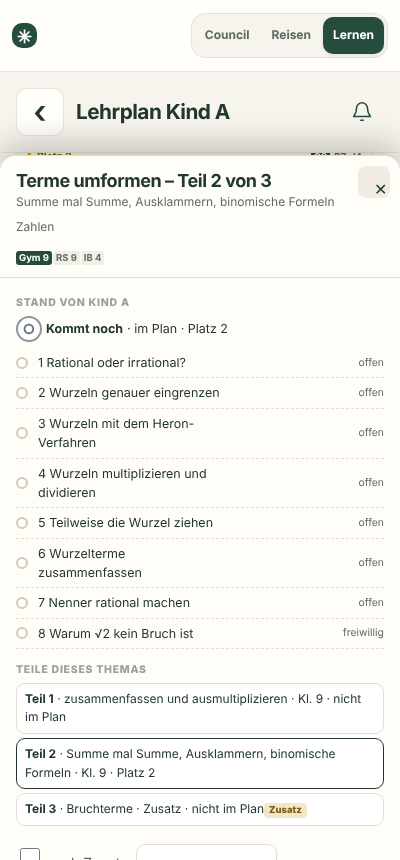 Council Reisen Lernen
Lehrplan Kind A
Terme umformen – Teil 2 von 3
Summe mal Summe, Ausklammern, binomische Formeln
Zahlen
Gym 9 RS 9 IB 4
STAND VON KIND A
Kommt noch · im Plan · Platz 2
1 Rational oder irrational? offen
2 Wurzeln genauer eingrenzen offen
3 Wurzeln mit dem Heron-
Verfahren offen
4 Wurzeln multiplizieren und
dividieren offen
5 Teilweise die Wurzel ziehen offen
6 Wurzelterme
zusammenfassen offen
7 Nenner rational machen offen
8 Warum √2 kein Bruch ist freiwillig
TEILE DIESES THEMAS
Teil 1 · zusammenfassen und ausmultiplizieren · Kl. 9 · nicht
im Plan
Teil 2 · Summe mal Summe, Ausklammern, binomische
Formeln · Kl. 9 · Platz 2
Teil 3 · Bruchterme · Zusatz · nicht im Plan Zusatz